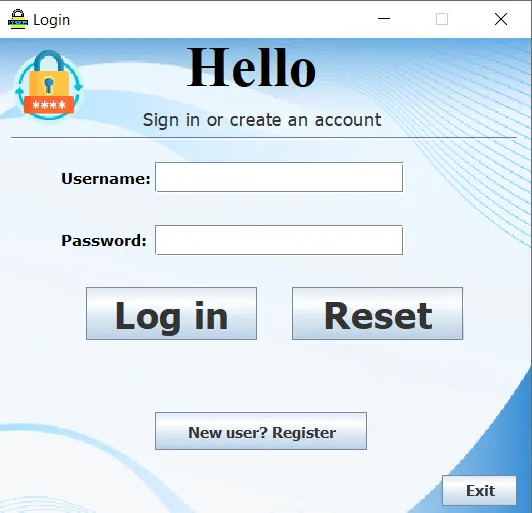 Login
Hello
Sign in or create an account
Username:
Password:
Log in Reset
New user? Register
Exit